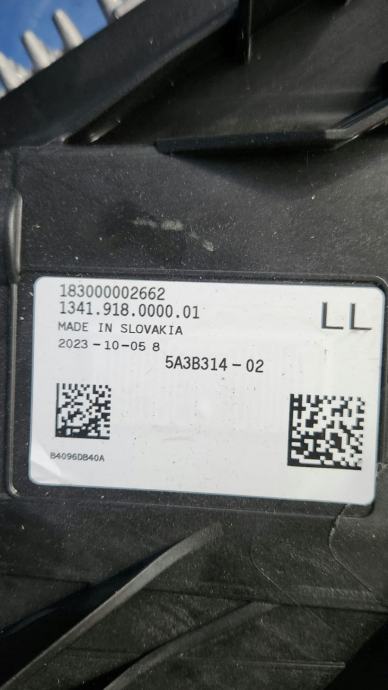 183000002662
1341.918.0000.01
LL
MADE IN SLOVAKIA
2023-10-05 8
5A3B314-02
B4096DB40A